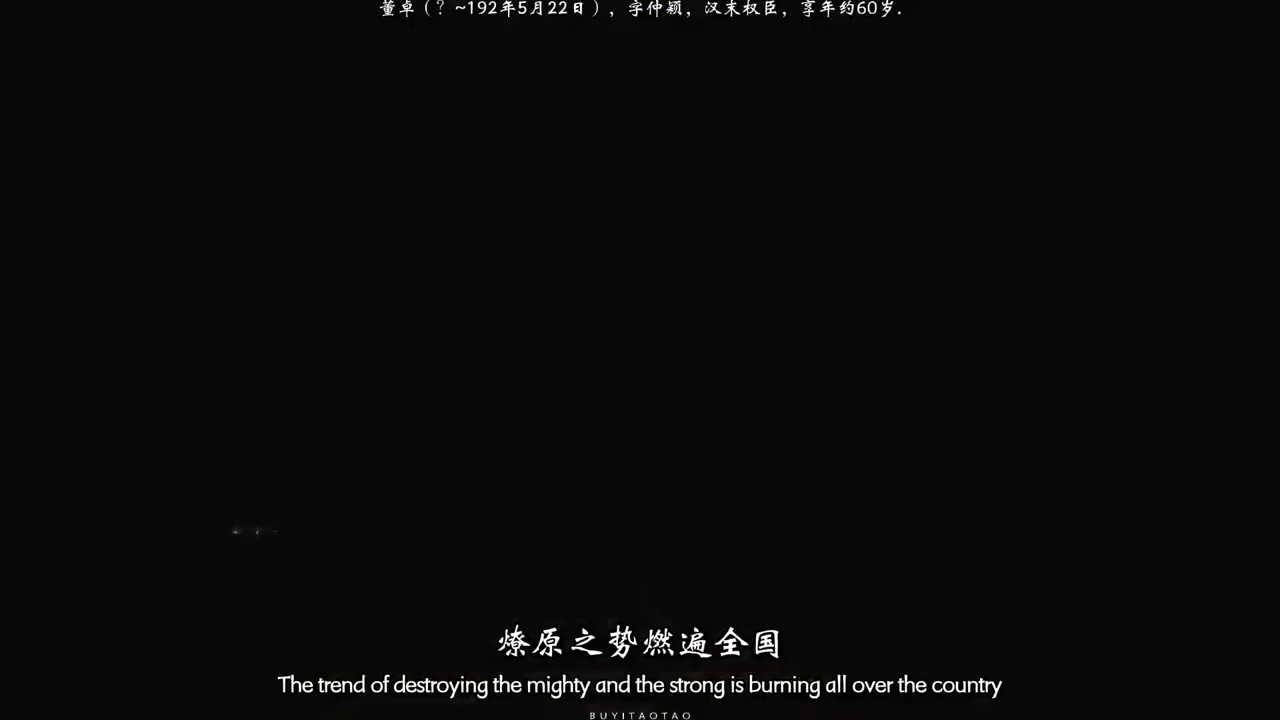 董卓（？~192年5月22日），字仲颖，汉末权臣，享年约60岁.
燎原之势燃遍全国
The trend of destroying the mighty and the strong is burning all over the country
BUYITAOTAO